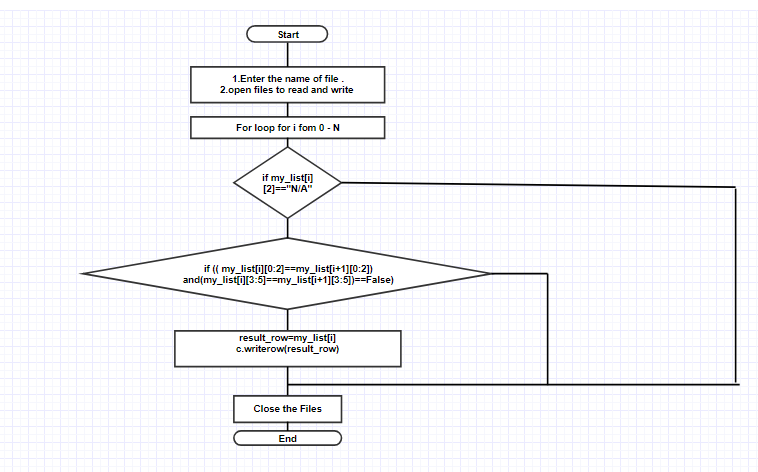 Start
1.Enter the name of file .
2.open files to read and write
For loop for i fom 0 - N
if my_list[i]
[2]=="N/A"
if (( my_list[i][0:2]==my_list[i+1][0:2])
and(my_list[i][3:5]==my_list[i+1][3:5])==False)
result_row=my_list[i]
c.writerow(result_row)
Close the Files
End